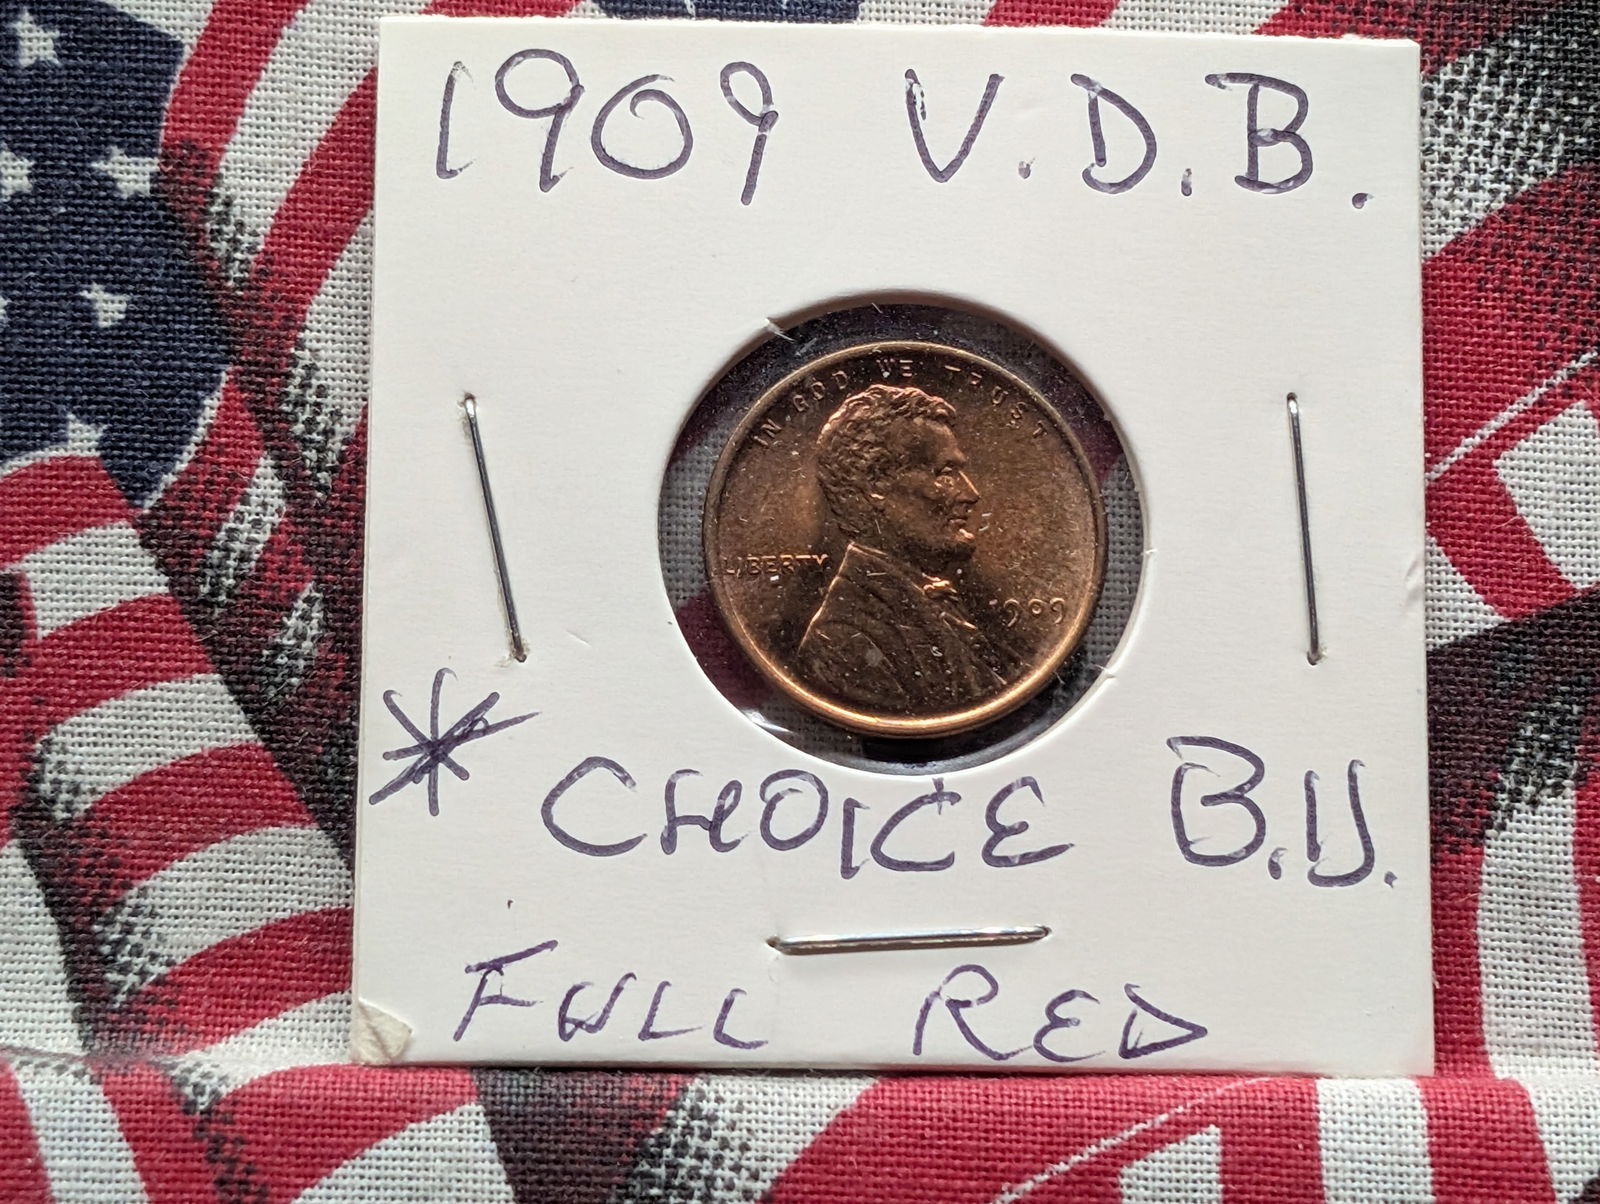 1909 V.D.B.
IN GOD WE TRUST
LIBERTY
1909
* CHOICE B.U.
FULL RED